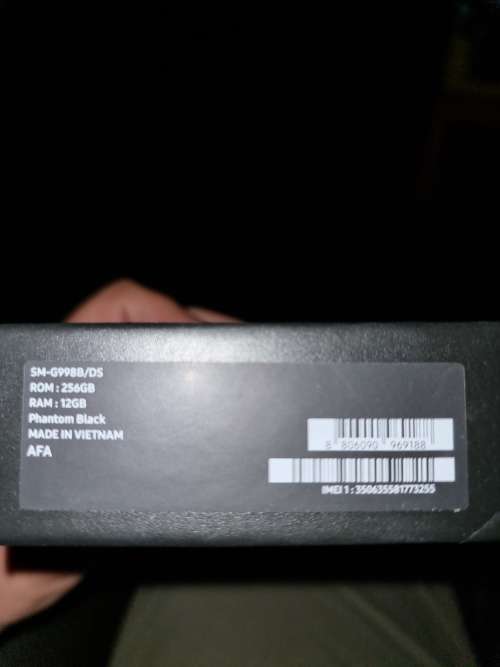 SM-G998B/DS
ROM : 256GB
RAM : 12GB
Phantom Black
MADE IN VIETNAM
AFA
8 806090 969188
IMEI 1 : 350635581773255